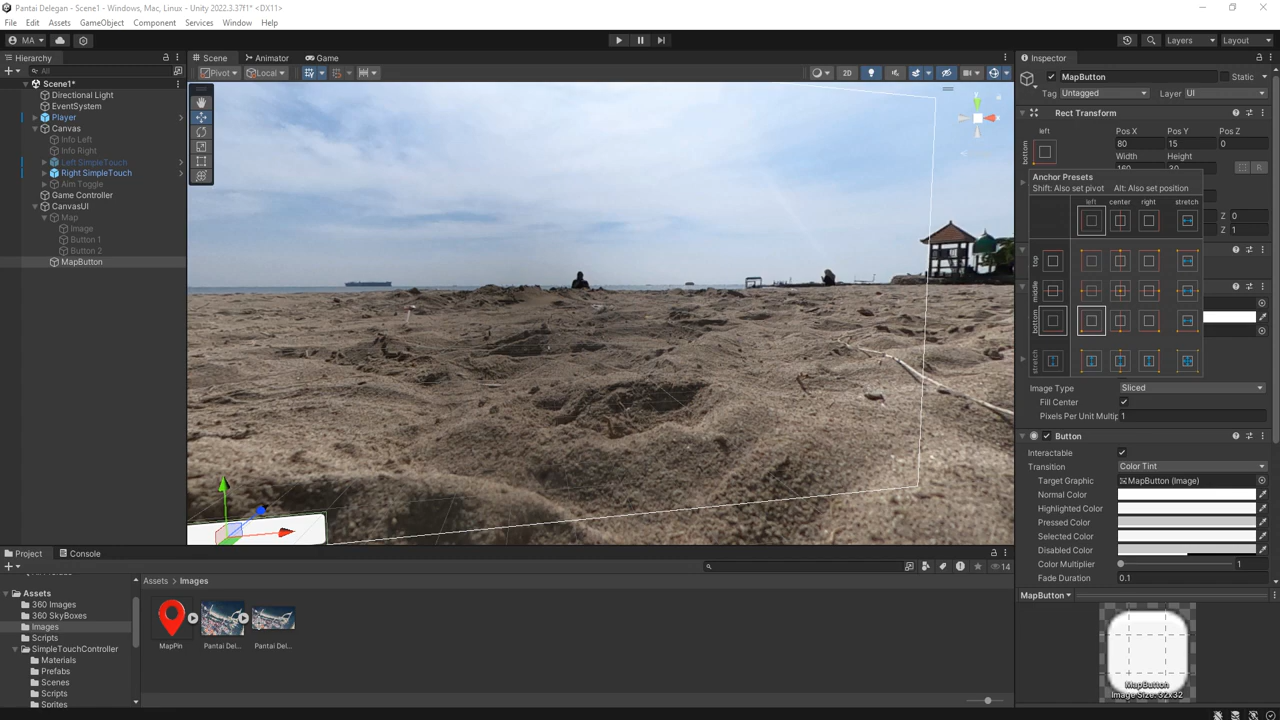 Pantai Delegan - Scene1 - Windows, Mac, Linux - Unity 2022.3.37f1* <DX11>
File Edit Assets GameObject Component Services Window Help
MA
Layers
Layout
Hierarchy
All
Scene1*
Directional Light
EventSystem
Player
Canvas
Info Left
Info Right
Left SimpleTouch
Right SimpleTouch
Aim Toggle
Game Controller
CanvasUI
Map
Image
Button 1
Button 2
MapButton
Scene
Animator
Game
Pivot
Local
2D
y
x
Inspector
MapButton
Static
Tag Untagged Layer UI
Rect Transform
left Pos X Pos Y Pos Z
bottom 80 15 0
Width Height
Anchor Presets
Shift: Also set pivot Alt: Also set position
left center right stretch
top
middle
bottom
stretch
Z 0
Z 1
Image Type Sliced
Fill Center
Pixels Per Unit Multip 1
Button
Interactable
Transition Color Tint
Target Graphic MapButton (Image)
Normal Color
Highlighted Color
Pressed Color
Selected Color
Disabled Color
Color Multiplier 1
Fade Duration 0.1
MapButton
MapButton
Image Size: 32x32
Project
Console
14
Assets
360 Images
360 SkyBoxes
Images
Scripts
SimpleTouchController
Materials
Prefabs
Scenes
Scripts
Sprites
Assets > Images
MapPin
Pantai Del...
Pantai Del...